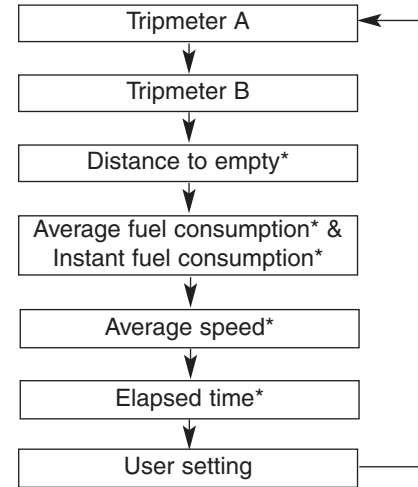 Tripmeter A
Tripmeter B
Distance to empty*
Average fuel consumption* &
Instant fuel consumption*
Average speed*
Elapsed time*
User setting